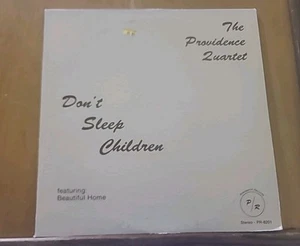 The
Providence
Quartet
Don't
Sleep
Children
featuring
Beautiful Home
P/R